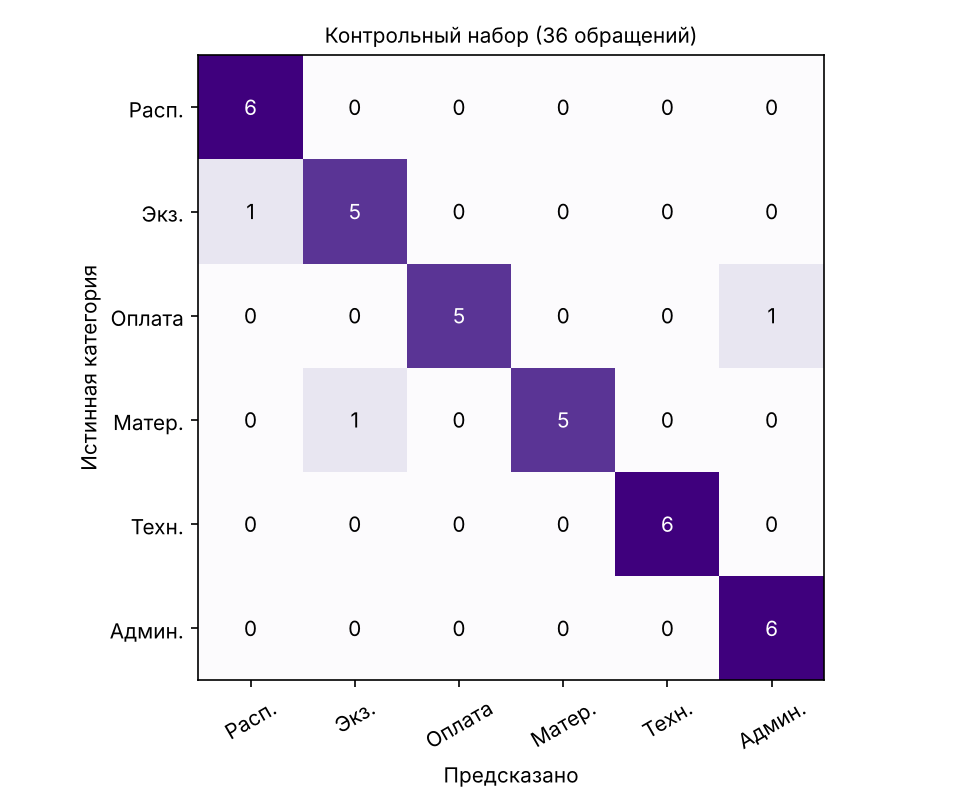 Контрольный набор (36 обращений)
Истинная категория
Расп. 6 0 0 0 0 0
Экз. 1 5 0 0 0 0
Оплата 0 0 5 0 0 1
Матер. 0 1 0 5 0 0
Техн. 0 0 0 0 6 0
Админ. 0 0 0 0 0 6
Расп. Экз. Оплата Матер. Техн. Админ.
Предсказано